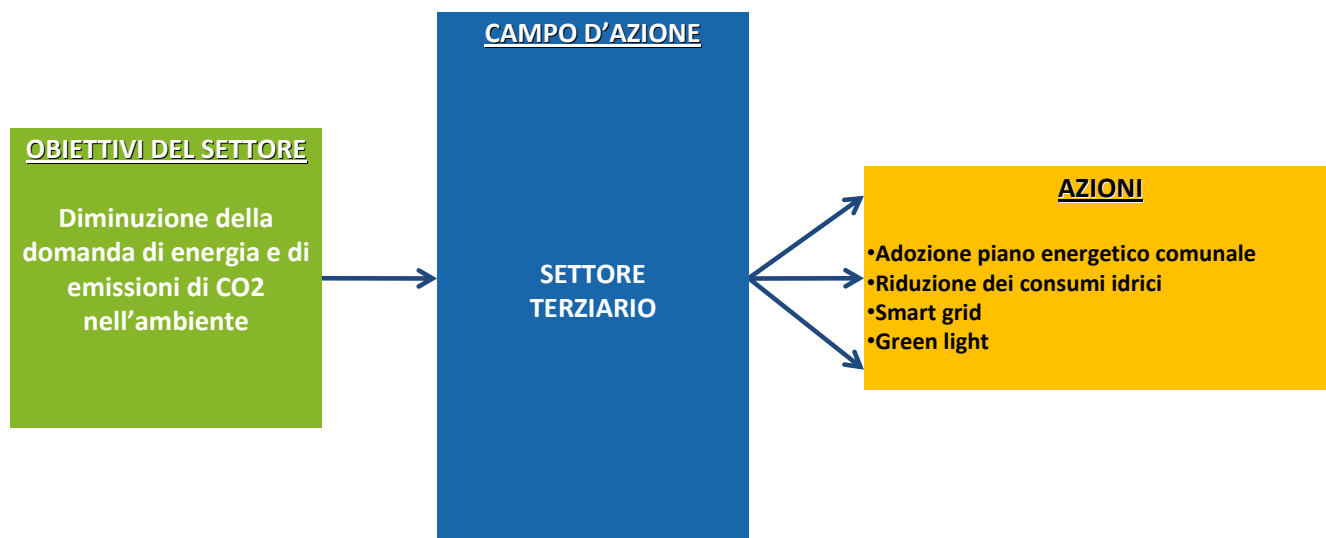 OBIETTIVI DEL SETTORE
Diminuzione della
domanda di energia e di
emissioni di CO2
nell’ambiente
CAMPO D’AZIONE
SETTORE
TERZIARIO
AZIONI
•Adozione piano energetico comunale
•Riduzione dei consumi idrici
•Smart grid
•Green light